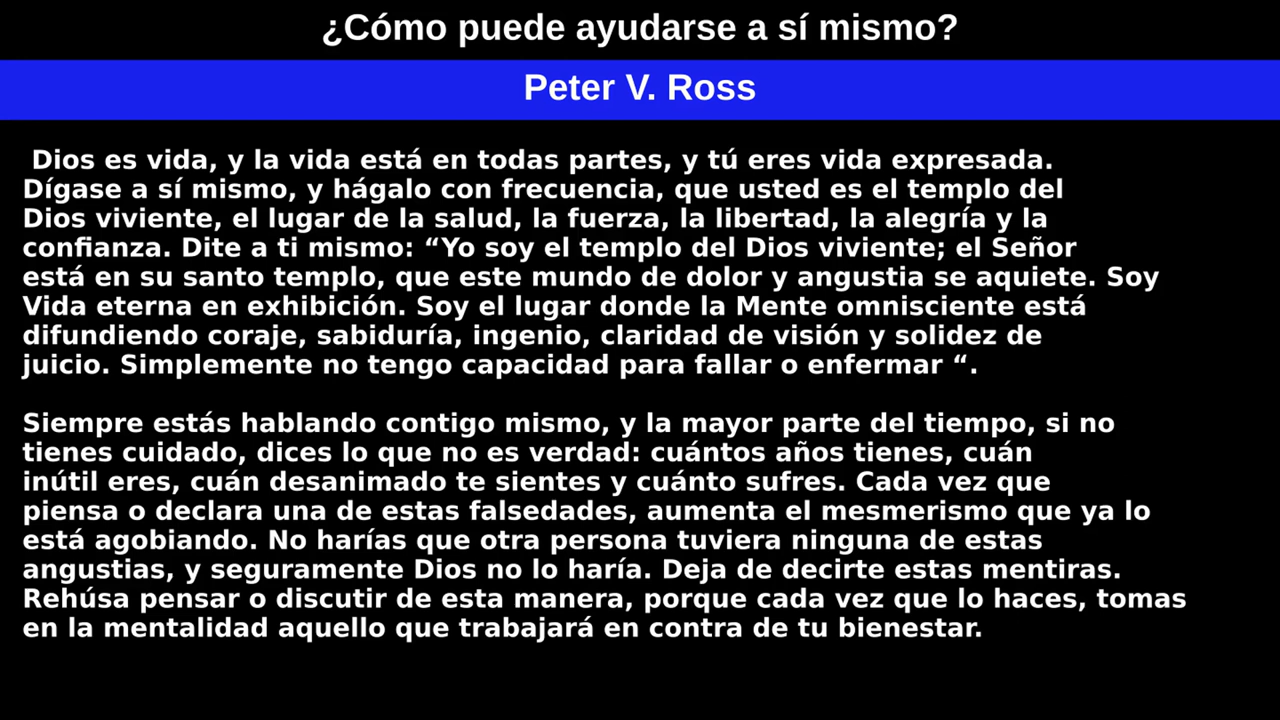 ¿Cómo puede ayudarse a sí mismo?
Peter V. Ross
Dios es vida, y la vida está en todas partes, y tú eres vida expresada.
Dígase a sí mismo, y hágalo con frecuencia, que usted es el templo del
Dios viviente, el lugar de la salud, la fuerza, la libertad, la alegría y la
confianza. Dite a ti mismo: “Yo soy el templo del Dios viviente; el Señor
está en su santo templo, que este mundo de dolor y angustia se aquiete. Soy
Vida eterna en exhibición. Soy el lugar donde la Mente omnisciente está
difundiendo coraje, sabiduría, ingenio, claridad de visión y solidez de
juicio. Simplemente no tengo capacidad para fallar o enfermar “.
Siempre estás hablando contigo mismo, y la mayor parte del tiempo, si no
tienes cuidado, dices lo que no es verdad: cuántos años tienes, cuán
inútil eres, cuán desanimado te sientes y cuánto sufres. Cada vez que
piensa o declara una de estas falsedades, aumenta el mesmerismo que ya lo
está agobiando. No harías que otra persona tuviera ninguna de estas
angustias, y seguramente Dios no lo haría. Deja de decirte estas mentiras.
Rehúsa pensar o discutir de esta manera, porque cada vez que lo haces, tomas
en la mentalidad aquello que trabajará en contra de tu bienestar.